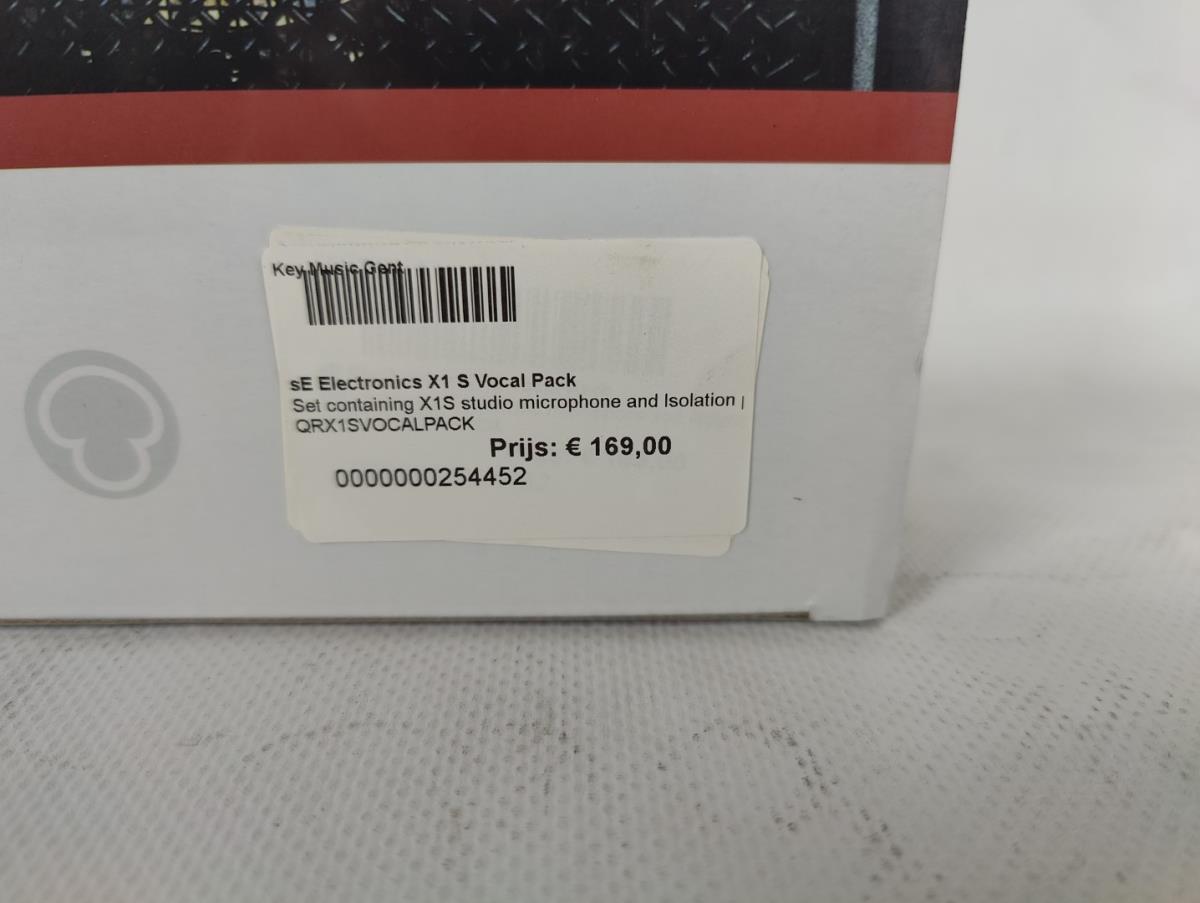 Key Music Gent
sE Electronics X1 S Vocal Pack
Set containing X1S studio microphone and Isolation
QRX1SVOCALPACK
Prijs: € 169,00
0000000254452